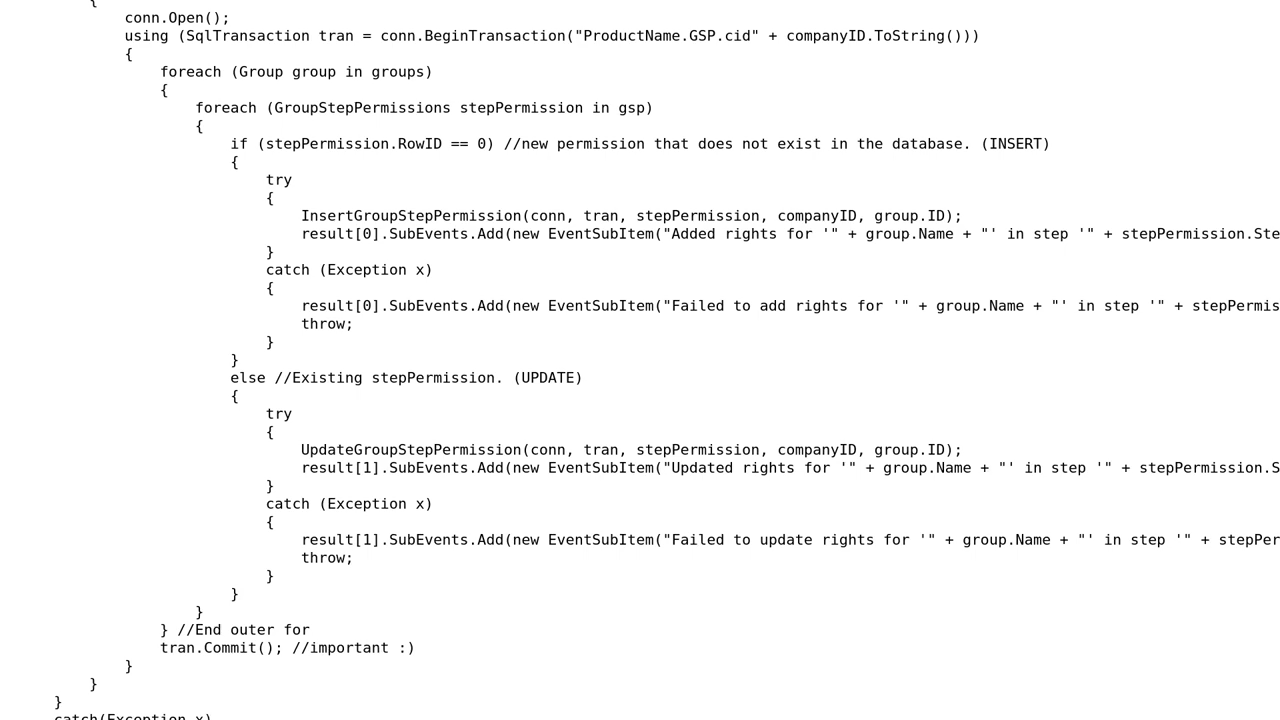 {
conn.Open();
using (SqlTransaction tran = conn.BeginTransaction("ProductName.GSP.cid" + companyID.ToString()))
{
foreach (Group group in groups)
{
foreach (GroupStepPermissions stepPermission in gsp)
{
if (stepPermission.RowID == 0) //new permission that does not exist in the database. (INSERT)
{
try
{
InsertGroupStepPermission(conn, tran, stepPermission, companyID, group.ID);
result[0].SubEvents.Add(new EventSubItem("Added rights for '" + group.Name + "' in step '" + stepPermission.Ste
}
catch (Exception x)
{
result[0].SubEvents.Add(new EventSubItem("Failed to add rights for '" + group.Name + "' in step '" + stepPermis
throw;
}
}
else //Existing stepPermission. (UPDATE)
{
try
{
UpdateGroupStepPermission(conn, tran, stepPermission, companyID, group.ID);
result[1].SubEvents.Add(new EventSubItem("Updated rights for '" + group.Name + "' in step '" + stepPermission.S
}
catch (Exception x)
{
result[1].SubEvents.Add(new EventSubItem("Failed to update rights for '" + group.Name + "' in step '" + stepPer
throw;
}
}
}
} //End outer for
tran.Commit(); //important :)
}
}
}
catch(Exception x)